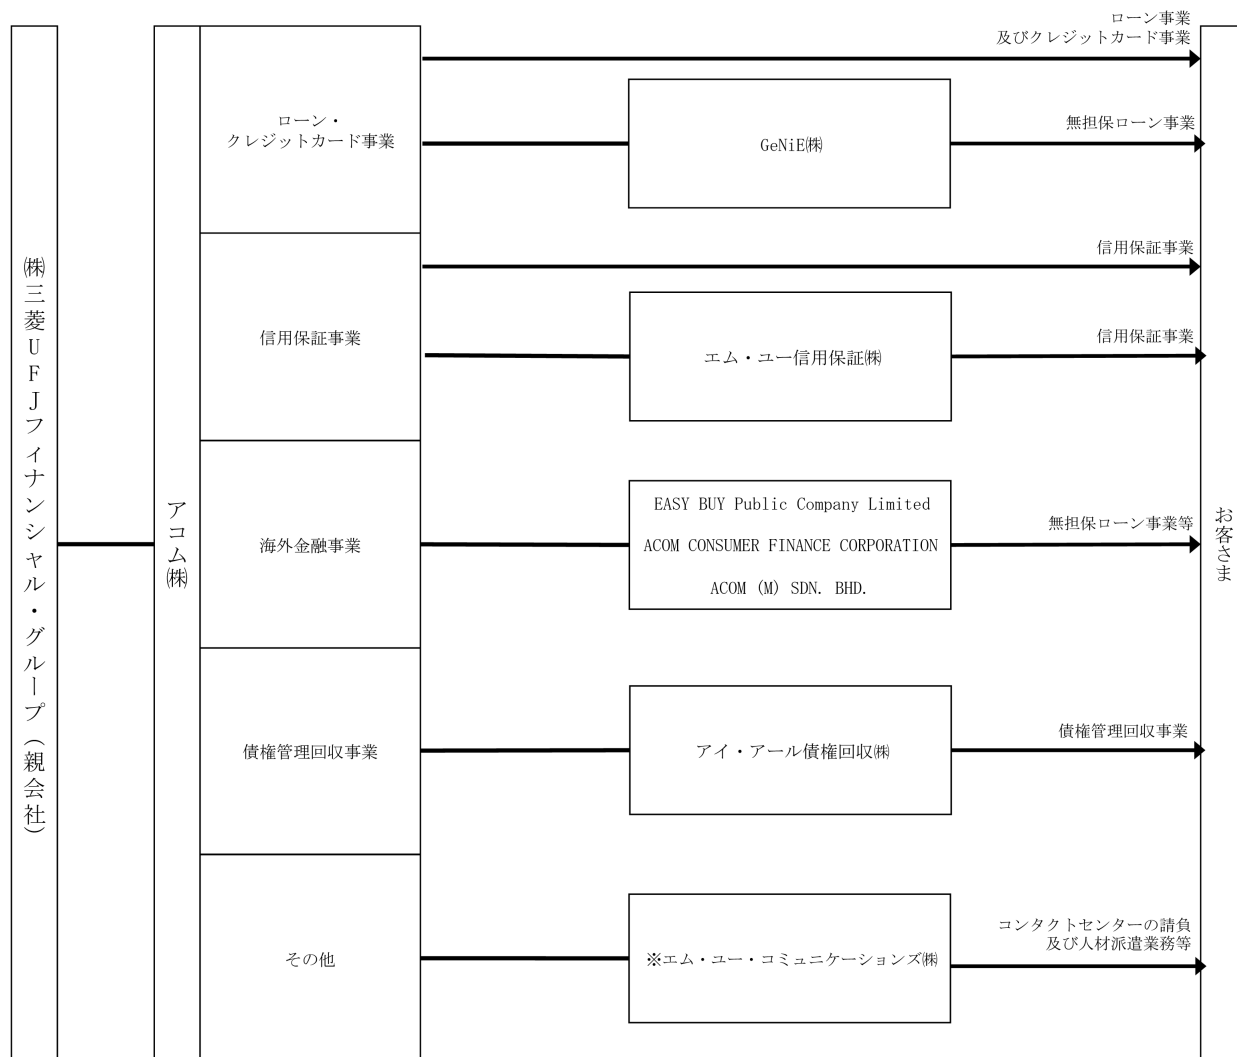 ㈱三菱UFJフィナンシャル・グループ(親会社)
アコム㈱
ローン・
クレジットカード事業
ローン事業
及びクレジットカード事業
GeNiE㈱
無担保ローン事業
信用保証事業
信用保証事業
エム・ユー信用保証㈱
信用保証事業
海外金融事業
EASY BUY Public Company Limited
ACOM CONSUMER FINANCE CORPORATION
ACOM (M) SDN. BHD.
無担保ローン事業等
債権管理回収事業
アイ・アール債権回収㈱
債権管理回収事業
その他
※エム・ユー・コミュニケーションズ㈱
コンタクトセンターの請負
及び人材派遣業務等
お客さま